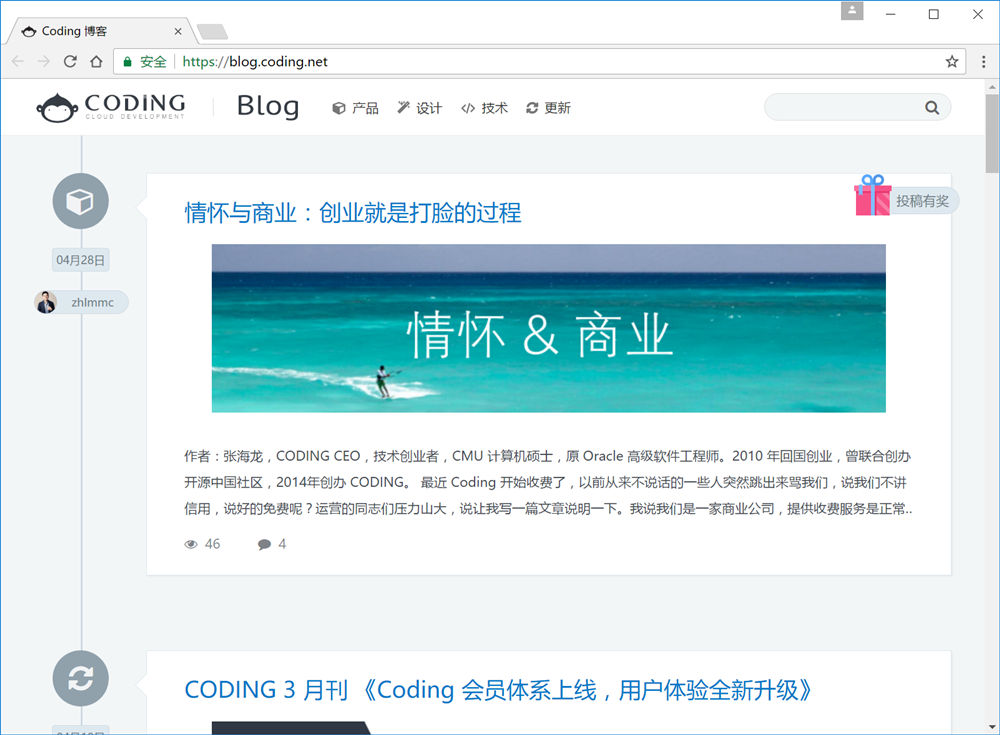 Coding 博客
安全 https://blog.coding.net
CODING
CLOUD DEVELOPMENT
Blog
产品 设计 技术 更新
投稿有奖
情怀与商业：创业就是打脸的过程
04月28日
zhlmmc
情怀 & 商业
作者：张海龙，CODING CEO，技术创业者，CMU 计算机硕士，原 Oracle 高级软件工程师。2010 年回国创业，曾联合创办
开源中国社区，2014年创办 CODING。 最近 Coding 开始收费了，以前从来不说话的一些人突然跳出来骂我们，说我们不讲
信用，说好的免费呢？运营的同志们压力山大，说让我写一篇文章说明一下。我说我们是一家商业公司，提供收费服务是正常..
46 4
CODING 3 月刊 《Coding 会员体系上线，用户体验全新升级》